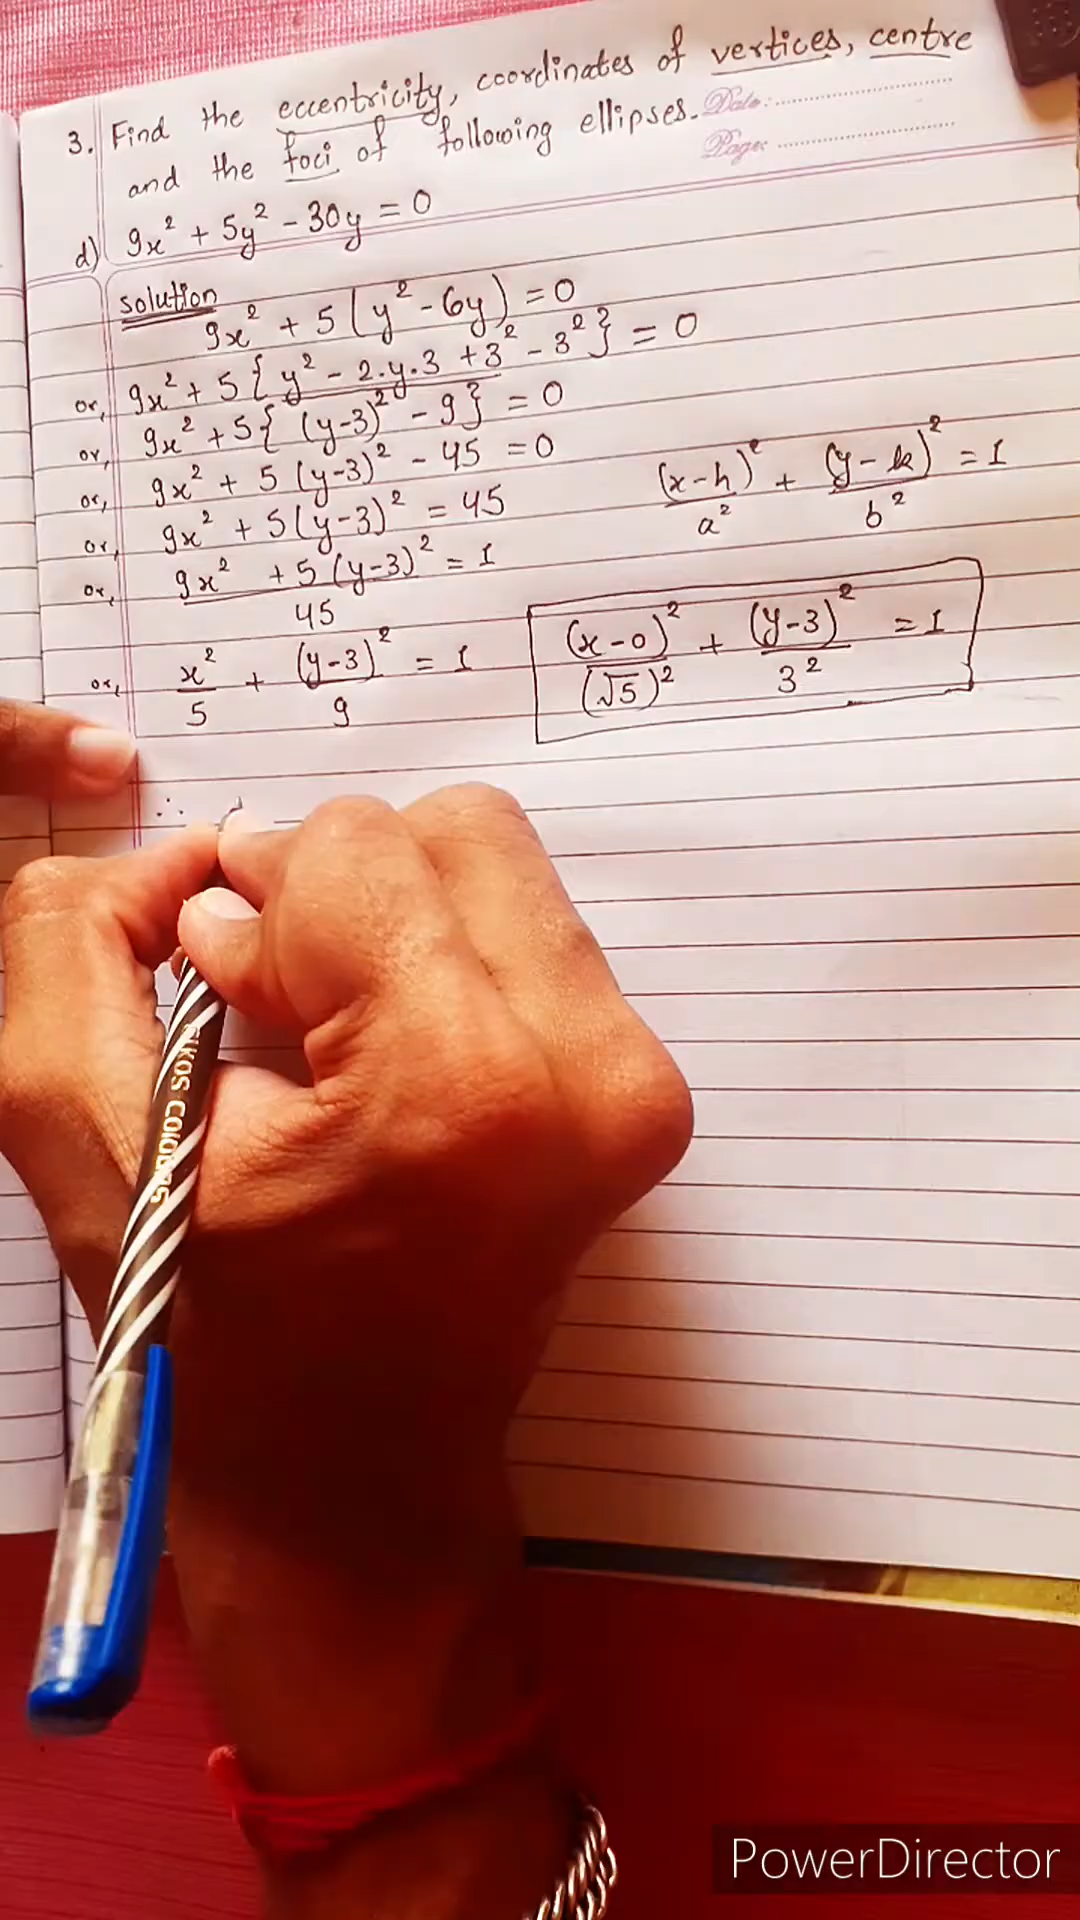 3. Find the eccentricity, coordinates of vertices, centre
and the foci of following ellipses.
Date:
Page:
d) 9x² + 5y² - 30y = 0
solution
9x² + 5(y² - 6y) = 0
or, 9x² + 5{y² - 2.y.3 + 3² - 3²} = 0
or, 9x² + 5{(y-3)² - 9} = 0
or, 9x² + 5(y-3)² - 45 = 0
or, 9x² + 5(y-3)² = 45
or, 9x² + 5(y-3)² / 45 = 1
or, x²/5 + (y-3)²/9 = 1
(x-h)²/a² + (y-k)²/b² = 1
(x-0)²/(√5)² + (y-3)²/3² = 1
∴
ELKOS COLOURS
PowerDirector